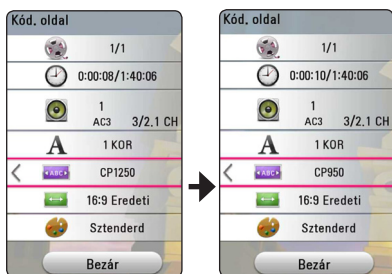 Kód. oldal
1/1
0:00:08/1:40:06
1
AC3 3/2.1 CH
A 1 KOR
ABC CP1250
16:9 Eredeti
Sztenderd
Bezár
Kód. oldal
1/1
0:00:10/1:40:06
1
AC3 3/2.1 CH
A 1 KOR
ABC CP950
16:9 Eredeti
Sztenderd
Bezár